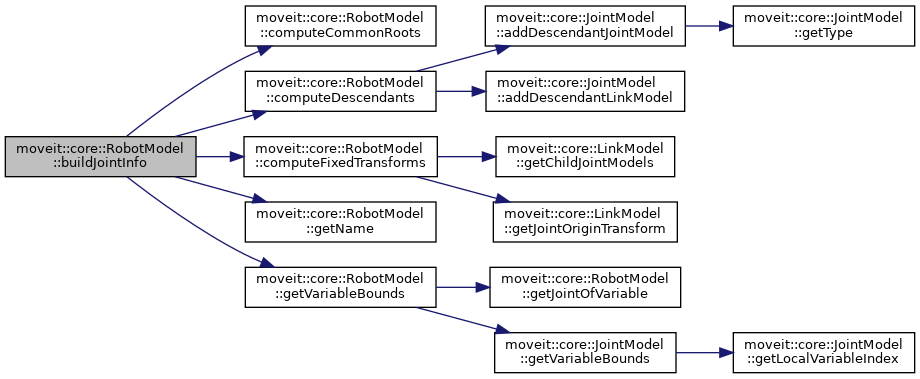 moveit::core::RobotModel
::buildJointInfo
moveit::core::RobotModel
::computeCommonRoots
moveit::core::RobotModel
::computeDescendants
moveit::core::JointModel
::addDescendantJointModel
moveit::core::JointModel
::getType
moveit::core::JointModel
::addDescendantLinkModel
moveit::core::RobotModel
::computeFixedTransforms
moveit::core::LinkModel
::getChildJointModels
moveit::core::LinkModel
::getJointOriginTransform
moveit::core::RobotModel
::getName
moveit::core::RobotModel
::getVariableBounds
moveit::core::RobotModel
::getJointOfVariable
moveit::core::JointModel
::getVariableBounds
moveit::core::JointModel
::getLocalVariableIndex